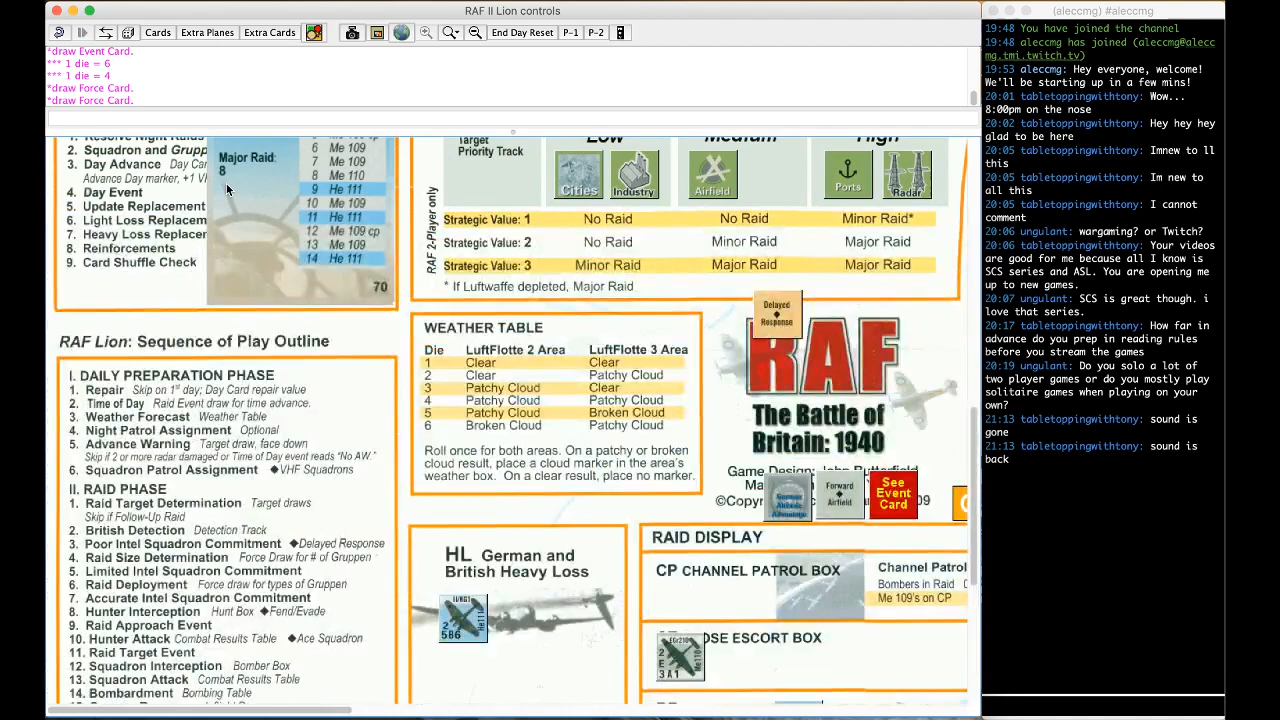 RAF II Lion controls
Cards
Extra Planes
Extra Cards
End Day Reset
P-1
P-2
*draw Event Card.
*** 1 die = 6
*** 1 die = 4
*draw Force Card.
*draw Force Card.
2. Squadron and Grupp
3. Day Advance Day Car
Advance Day marker, +1 V
4. Day Event
5. Update Replacement
6. Light Loss Replacem
7. Heavy Loss Replacer
8. Reinforcements
9. Card Shuffle Check
Major Raid:
8
6 Me 109
7 Me 109
8 Me 110
9 He 111
10 Me 109
11 He 111
12 Me 109 cp
13 Me 109
14 He 111
70
Target
Priority Track
Low
Medium
High
Cities
Industry
Airfield
Ports
Radar
RAF 2-Player only
Strategic Value: 1 No Raid No Raid Minor Raid*
Strategic Value: 2 No Raid Minor Raid Major Raid
Strategic Value: 3 Minor Raid Major Raid Major Raid
* If Luftwaffe depleted, Major Raid
RAF Lion: Sequence of Play Outline
I. DAILY PREPARATION PHASE
1. Repair Skip on 1st day; Day Card repair value
2. Time of Day Raid Event draw for time advance.
3. Weather Forecast Weather Table
4. Night Patrol Assignment Optional
5. Advance Warning Target draw, face down
Skip if 2 or more radar damaged or Time of Day event reads "No AW."
6. Squadron Patrol Assignment ◆VHF Squadrons
II. RAID PHASE
1. Raid Target Determination Target draws
Skip if Follow-Up Raid
2. British Detection Detection Track
3. Poor Intel Squadron Commitment ◆Delayed Response
4. Raid Size Determination Force Draw for # of Gruppen
5. Limited Intel Squadron Commitment
6. Raid Deployment Force draw for types of Gruppen
7. Accurate Intel Squadron Commitment
8. Hunter Interception Hunt Box ◆Fend/Evade
9. Raid Approach Event
10. Hunter Attack Combat Results Table ◆Ace Squadron
11. Raid Target Event
12. Squadron Interception Bomber Box
13. Squadron Attack Combat Results Table
14. Bombardment Bombing Table
WEATHER TABLE
Die LuftFlotte 2 Area LuftFlotte 3 Area
1 Clear Clear
2 Clear Patchy Cloud
3 Patchy Cloud Clear
4 Patchy Cloud Patchy Cloud
5 Patchy Cloud Broken Cloud
6 Broken Cloud Patchy Cloud
Roll once for both areas. On a patchy or broken
cloud result, place a cloud marker in the area's
weather box. On a clear result, place no marker.
Delayed
◆
Response
RAF
The Battle of
Britain: 1940
Game Design: John Butterfield
Forward
◆
Airfield
See
Event
Card
HL German and
British Heavy Loss
RAID DISPLAY
CP CHANNEL PATROL BOX
Channel Patrol
Bombers in Raid
Me 109's on CP
OSE ESCORT BOX
(aleccmg) #aleccmg
19:48 You have joined the channel
19:48 aleccmg has joined (aleccmg@alecc
mg.tmi.twitch.tv)
19:53 aleccmg: Hey everyone, welcome!
We'll be starting up in a few mins!
20:01 tabletoppingwithtony: Wow...
8:00pm on the nose
20:02 tabletoppingwithtony: Hey hey hey
glad to be here
20:05 tabletoppingwithtony: Imnew to ll
this
20:05 tabletoppingwithtony: Im new to
all this
20:05 tabletoppingwithtony: I cannot
comment
20:06 ungulant: wargaming? or Twitch?
20:06 tabletoppingwithtony: Your videos
are good for me because all I know is
SCS series and ASL. You are opening me
up to new games.
20:07 ungulant: SCS is great though. i
love that series.
20:17 tabletoppingwithtony: How far in
advance do you prep in reading rules
before you stream the games
20:19 ungulant: Do you solo a lot of
two player games or do you mostly play
solitaire games when playing on your
own?
21:13 tabletoppingwithtony: sound is
gone
21:13 tabletoppingwithtony: sound is
back